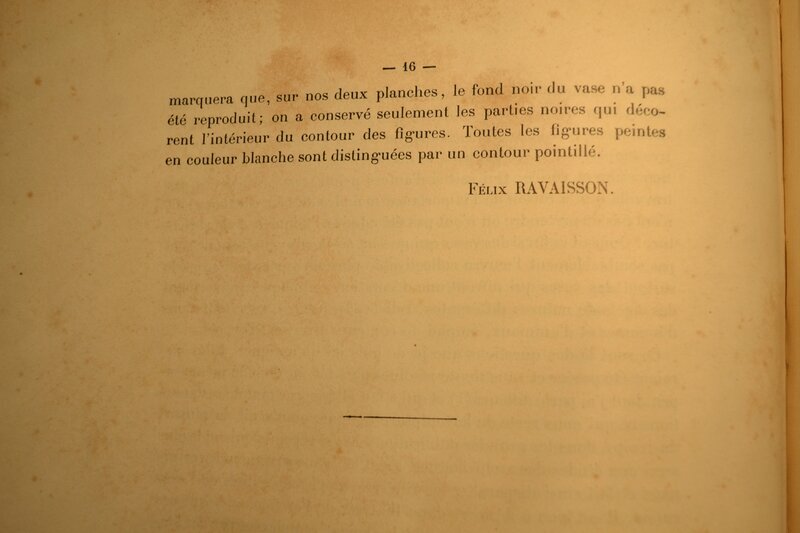 — 16 —
marquera que, sur nos deux planches, le fond noir du vase n'a pas
été reproduit; on a conservé seulement les parties noires qui déco-
rent l'intérieur du contour des figures. Toutes les figures peintes
en couleur blanche sont distinguées par un contour pointillé.
Félix RAVAISSON.